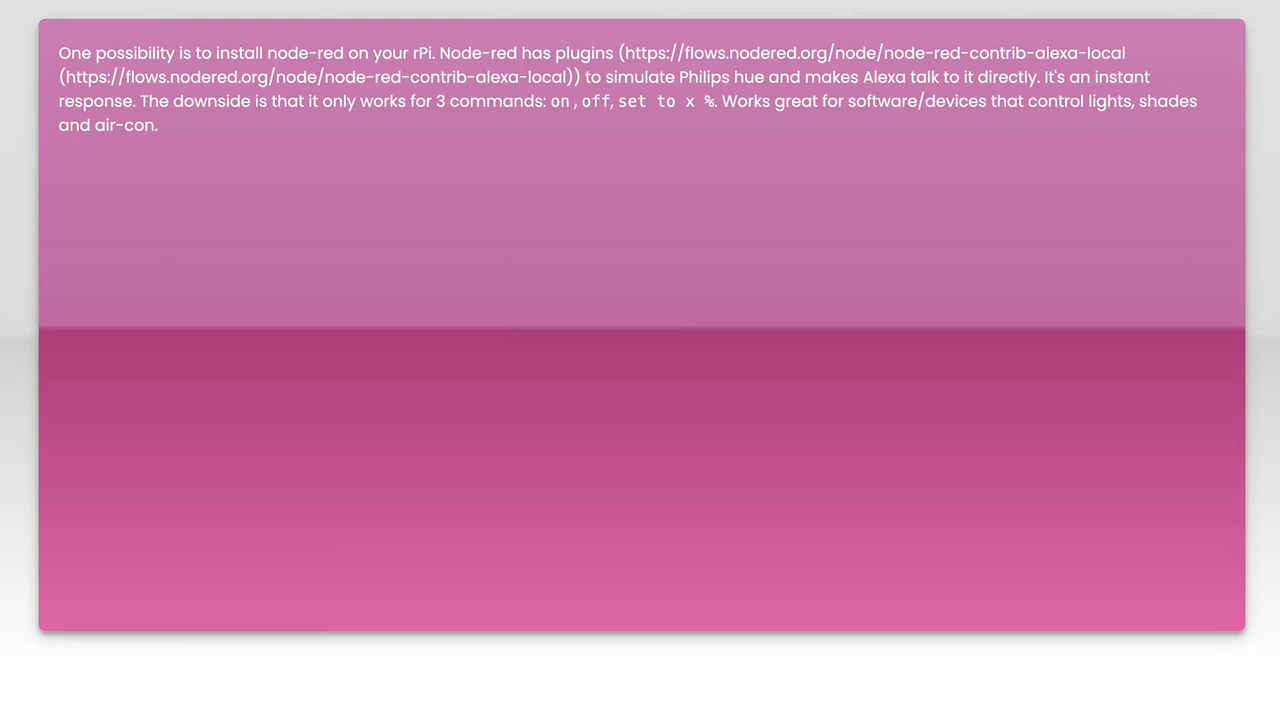 One possibility is to install node-red on your rPi. Node-red has plugins (https://flows.nodered.org/node/node-red-contrib-alexa-local
(https://flows.nodered.org/node/node-red-contrib-alexa-local)) to simulate Philips hue and makes Alexa talk to it directly. It's an instant
response. The downside is that it only works for 3 commands: on , off, set to x %. Works great for software/devices that control lights, shades
and air-con.